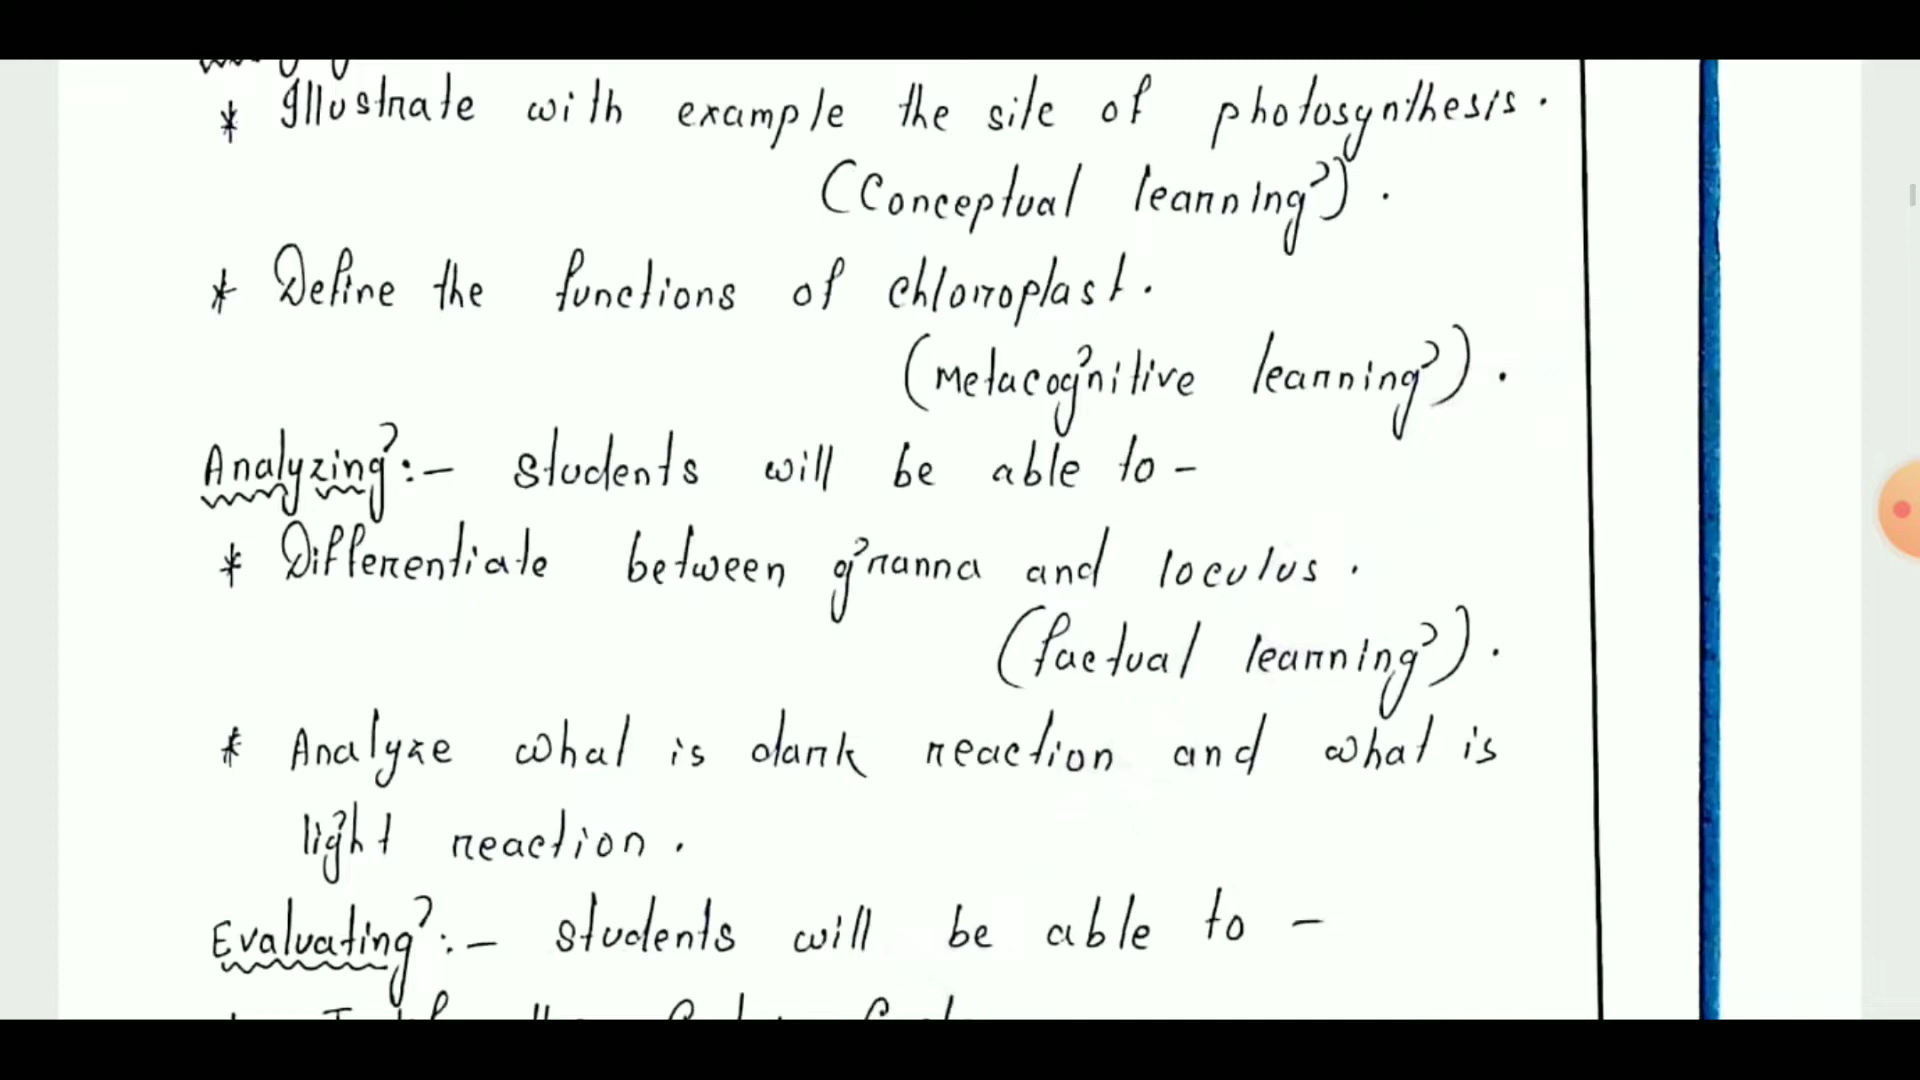 * Illustrate with example the site of photosynthesis.
(Conceptual learning).
* Define the functions of chloroplast.
(Metacognitive learning).
Analyzing:- students will be able to -
* Differentiate between granna and loculus.
(factual learning).
* Analyze what is dark reaction and what is
light reaction.
Evaluating:- students will be able to -